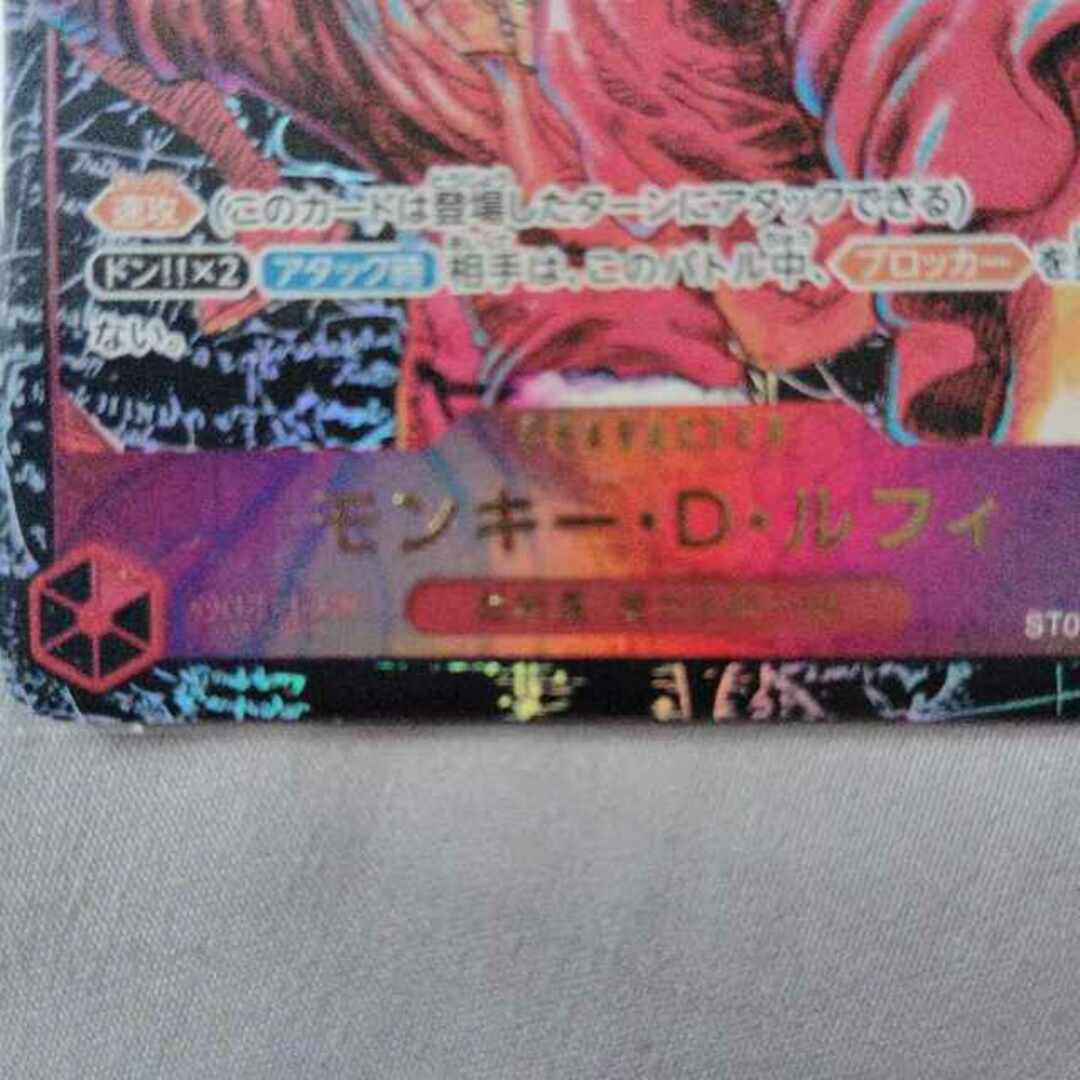 速攻 (このカードは登場したターンにアタックできる)
ドン!!×2 アタック時 相手は、このバトル中、 ブロッカー を
ない。
CHARACTER
モンキー・D・ルフィ
ST0